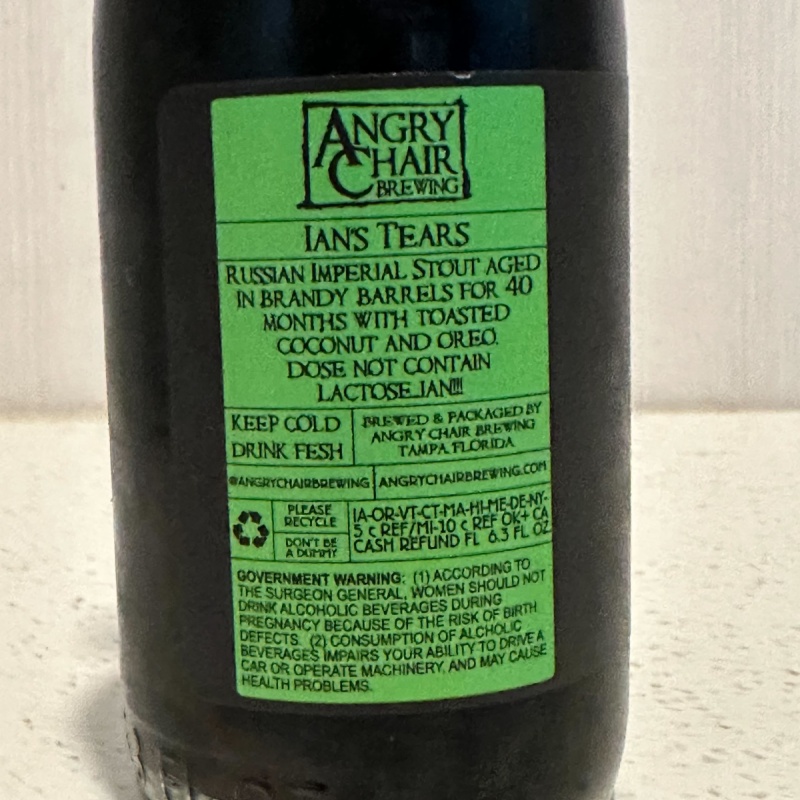 ANGRY
CHAIR
BREWING
IAN'S TEARS
RUSSIAN IMPERIAL STOUT AGED
IN BRANDY BARRELS FOR 40
MONTHS WITH TOASTED
COCONUT AND OREO.
DOSE NOT CONTAIN
LACTOSE...IAN!!!
KEEP COLD
DRINK FESH
BREWED & PACKAGED BY
ANGRY CHAIR BREWING
TAMPA, FLORIDA
@ANGRYCHAIRBREWING
ANGRYCHAIRBREWING.COM
PLEASE
RECYCLE
DON'T BE
A DUMMY
IA-OR-VT-CT-MA-HI-ME-DE-NY-
5 ¢ REF/MI-10 ¢ REF OK+ CA
CASH REFUND FL 6.3 FL OZ
GOVERNMENT WARNING: (1) ACCORDING TO
THE SURGEON GENERAL, WOMEN SHOULD NOT
DRINK ALCOHOLIC BEVERAGES DURING
PREGNANCY BECAUSE OF THE RISK OF BIRTH
DEFECTS. (2) CONSUMPTION OF ALCHOLIC
BEVERAGES IMPAIRS YOUR ABILITY TO DRIVE A
CAR OR OPERATE MACHINERY, AND MAY CAUSE
HEALTH PROBLEMS.